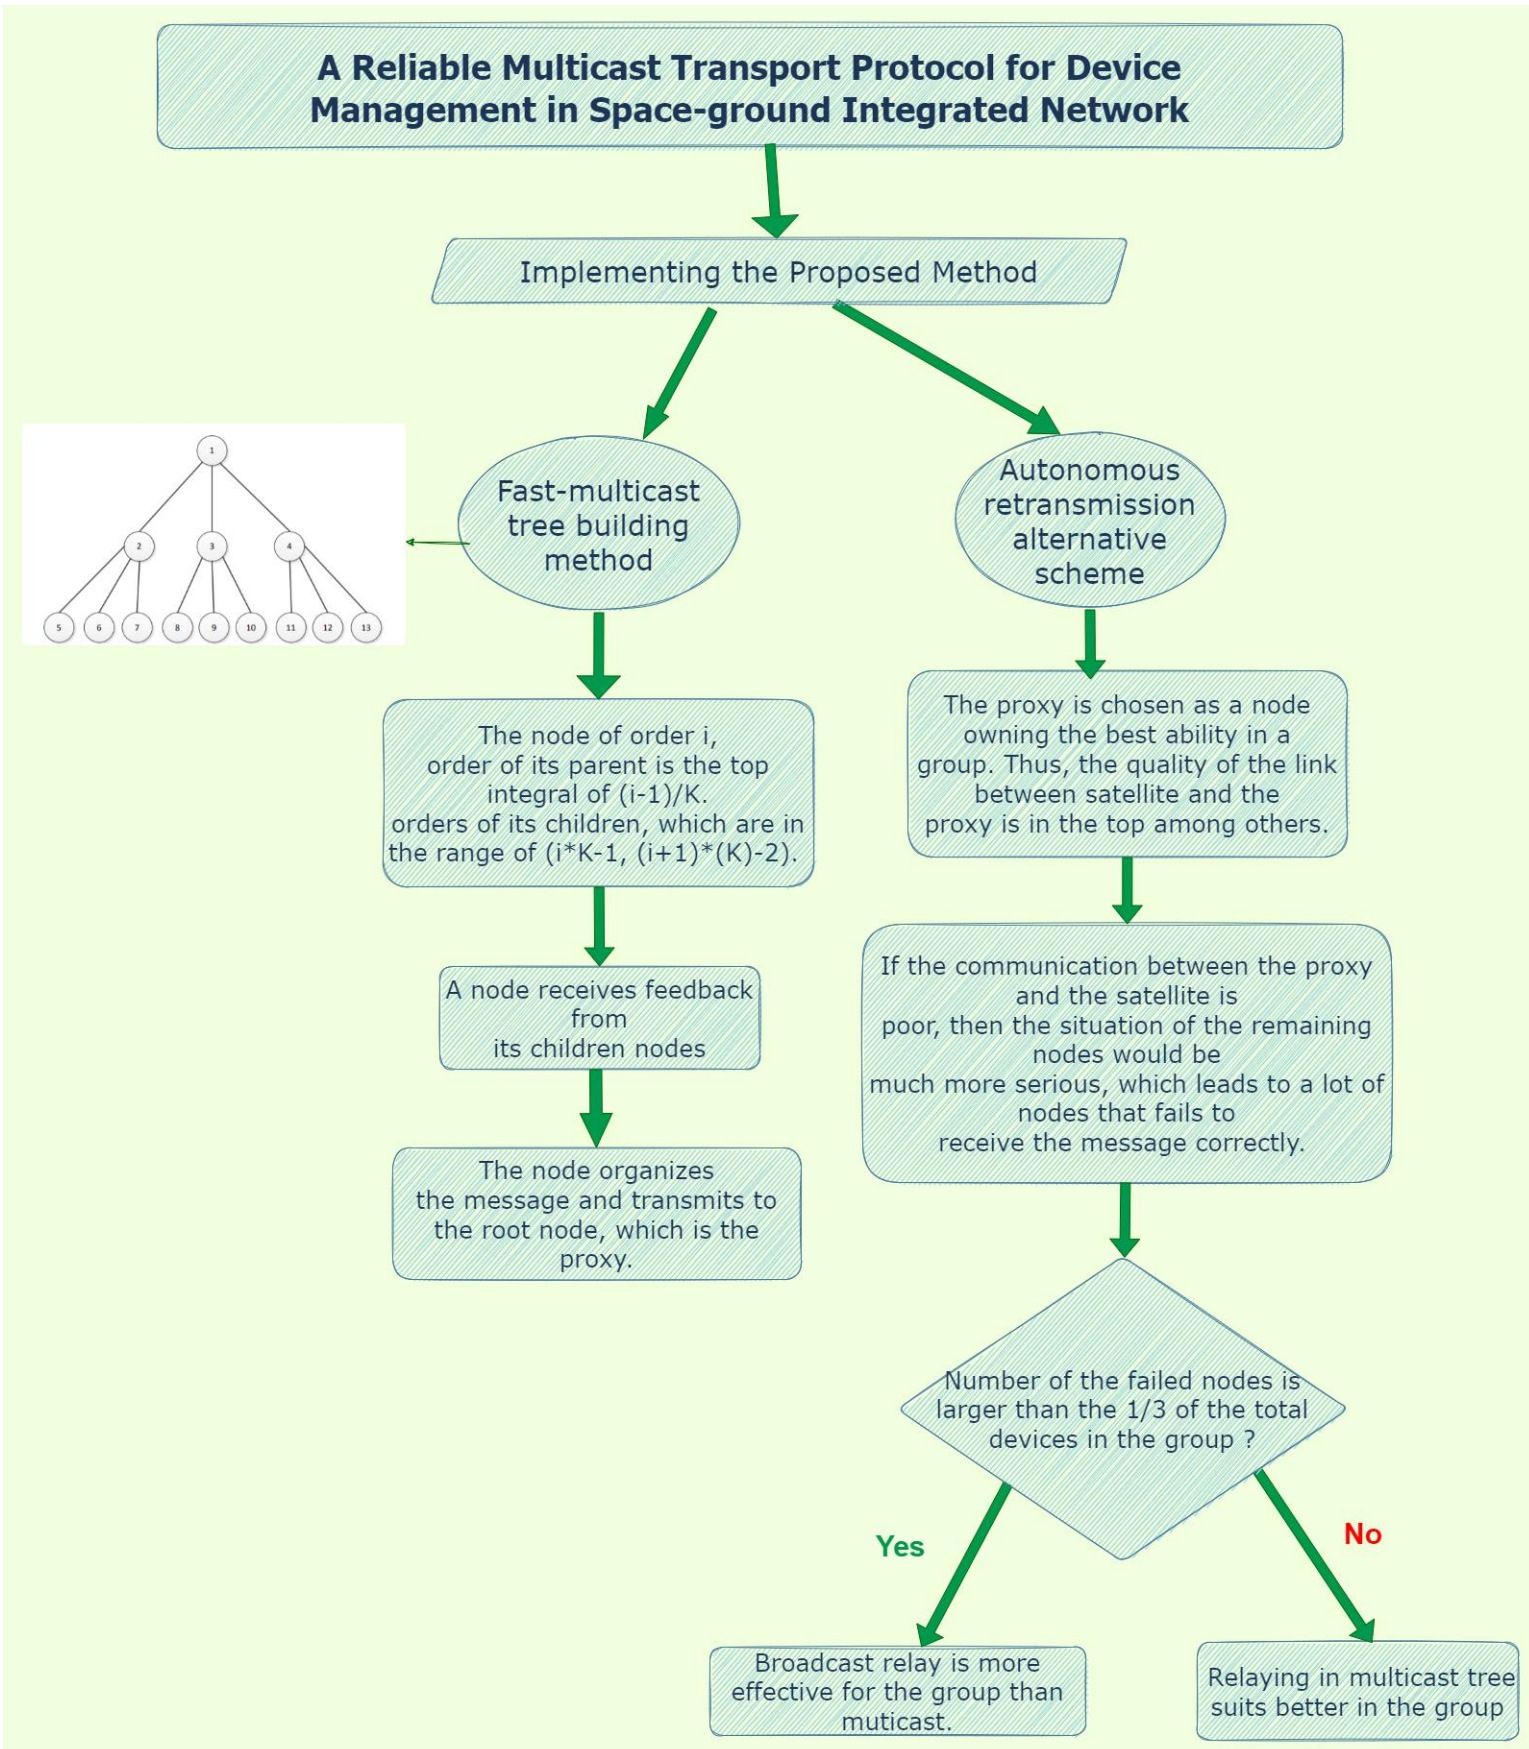 A Reliable Multicast Transport Protocol for Device
Management in Space-ground Integrated Network
Implementing the Proposed Method
1
2
3
4
5
6
7
8
9
10
11
12
13
Fast-multicast
tree building
method
Autonomous
retransmission
alternative
scheme
The node of order i,
order of its parent is the top
integral of (i-1)/K.
orders of its children, which are in
the range of (i*K-1, (i+1)*(K)-2).
A node receives feedback
from
its children nodes
The node organizes
the message and transmits to
the root node, which is the
proxy.
The proxy is chosen as a node
owning the best ability in a
group. Thus, the quality of the link
between satellite and the
proxy is in the top among others.
If the communication between the proxy
and the satellite is
poor, then the situation of the remaining
nodes would be
much more serious, which leads to a lot of
nodes that fails to
receive the message correctly.
Number of the failed nodes is
larger than the 1/3 of the total
devices in the group ?
Yes
No
Broadcast relay is more
effective for the group than
muticast.
Relaying in multicast tree
suits better in the group